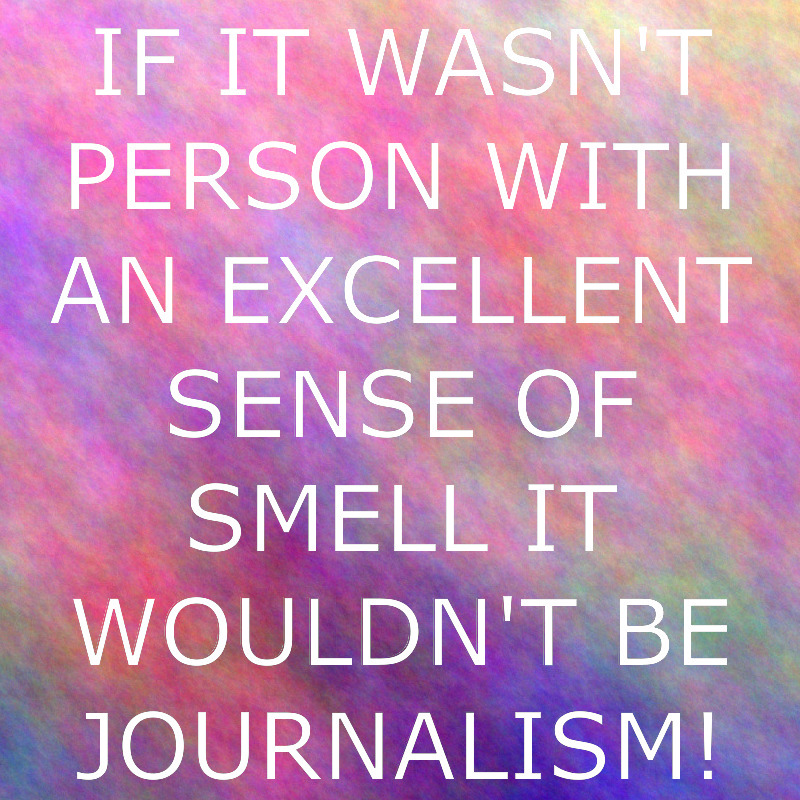 IF IT WASN'T
PERSON WITH
AN EXCELLENT
SENSE OF
SMELL IT
WOULDN'T BE
JOURNALISM!